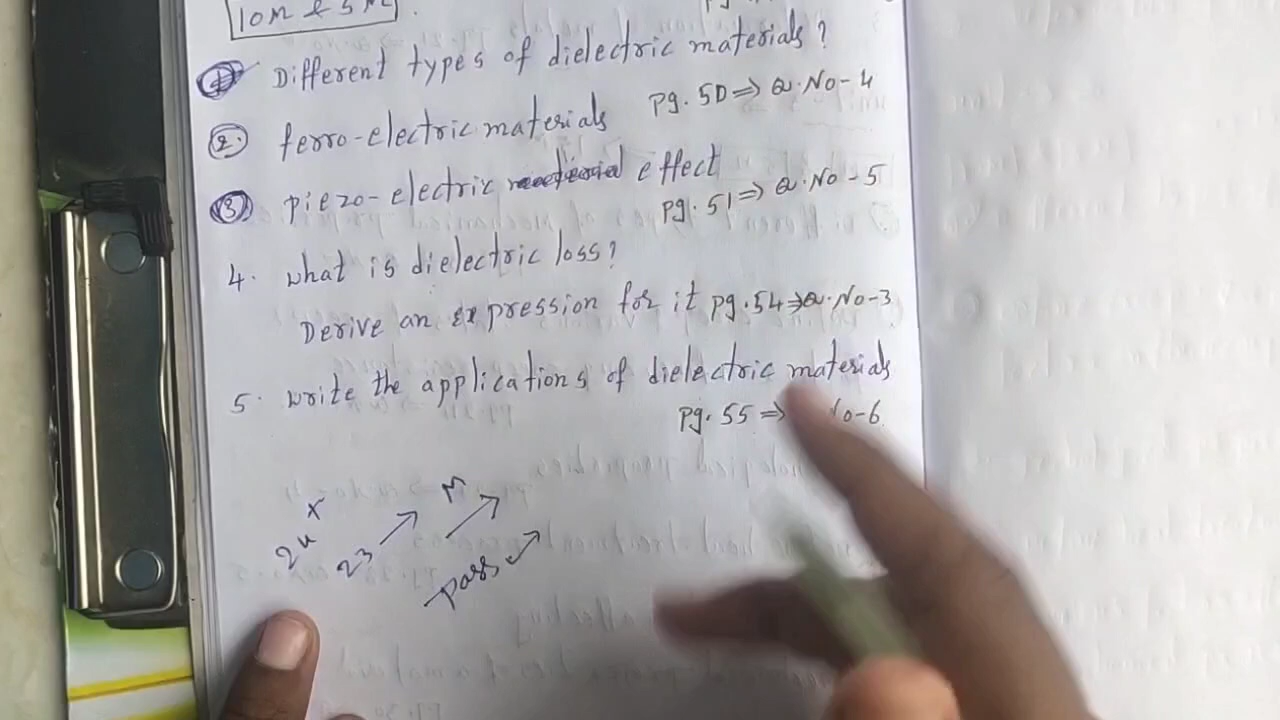 10M & 5M
1 Different types of dielectric materials?
pg. 50 ⇒ Q.No-4
2. ferro-electric materials
3 piezo-electric effect
pg. 51 ⇒ Q.No-5
4. what is dielectric loss?
Derive an expression for it pg.54 ⇒ Q.No-3
5. write the applications of dielectric materials
pg. 55 ⇒ No-6
24 x
23 → M →
pass →